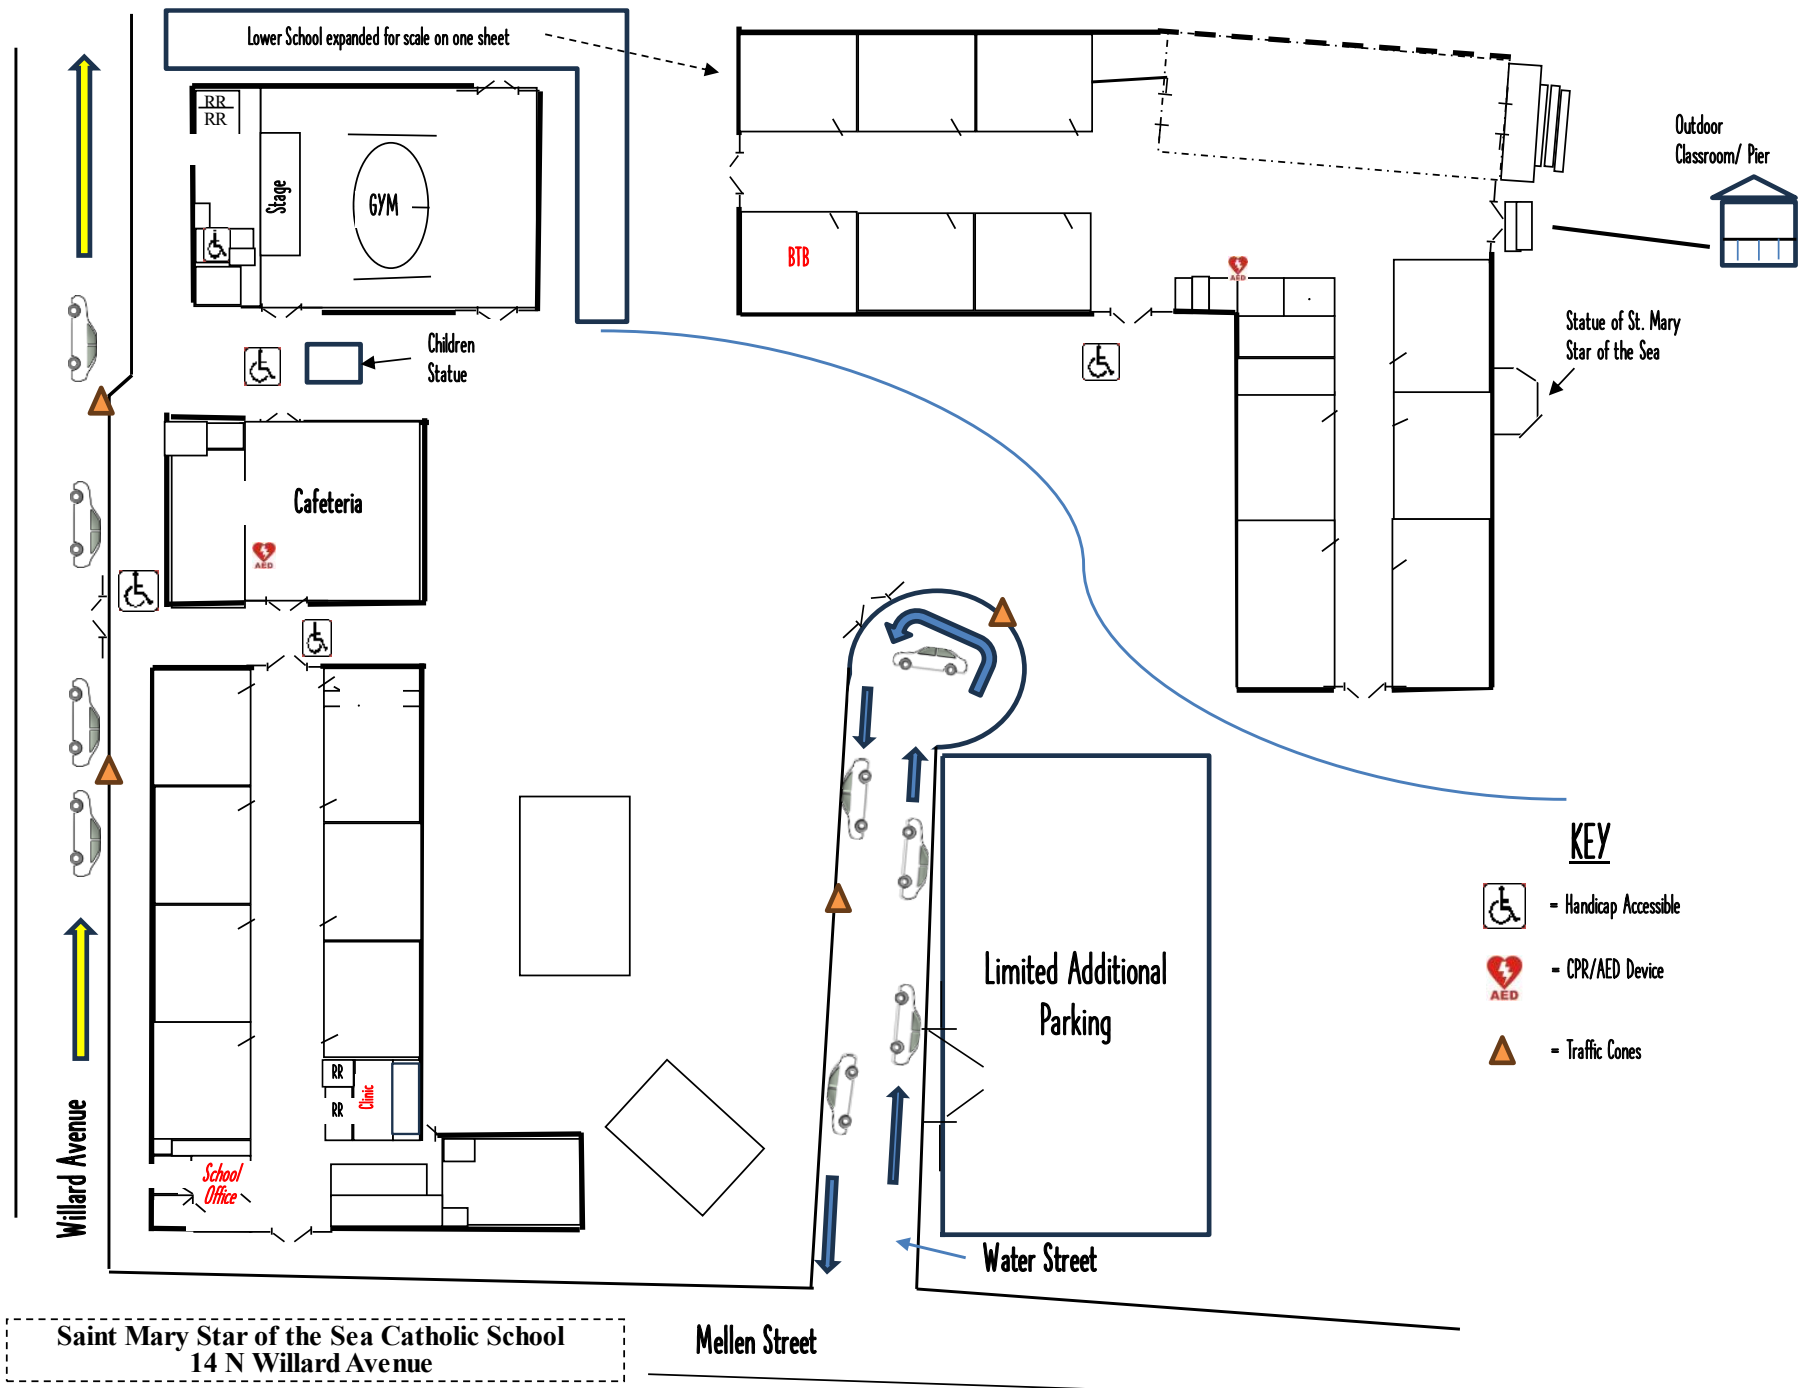 Lower School expanded for scale on one sheet
RR
RR
Stage
GYM
Children
Statue
Cafeteria
AED
BTB
AED
Outdoor
Classroom/ Pier
Statue of St. Mary
Star of the Sea
KEY
= Handicap Accessible
= CPR/AED Device
AED
= Traffic Cones
Limited Additional
Parking
RR
RR
Clinic
School
Office
Willard Avenue
Water Street
Mellen Street
Saint Mary Star of the Sea Catholic School
14 N Willard Avenue